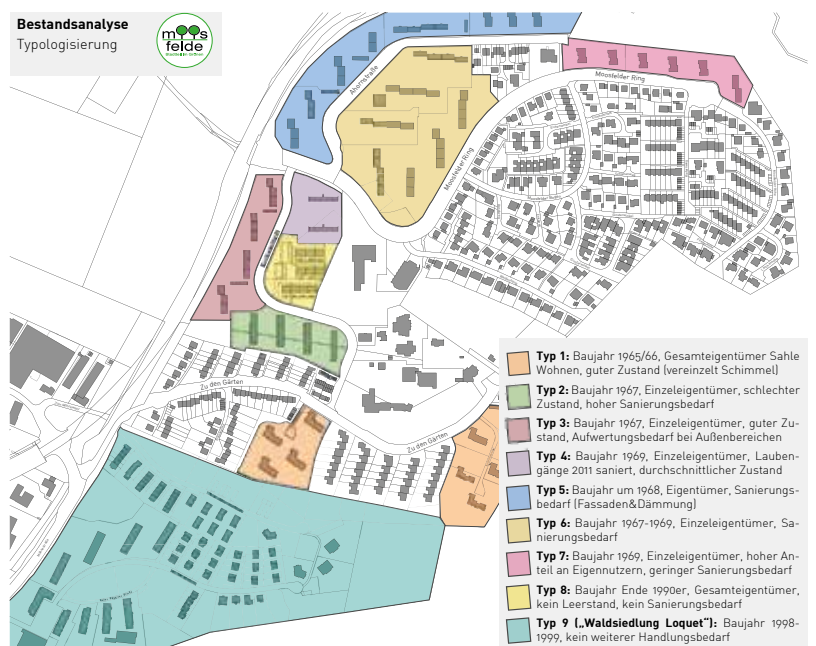 Bestandsanalyse
Typologisierung
moos
felde
Ahornstraße
Moosfelder Ring
Moosfelder Ring
Zu den Gärten
Zu den Gärten
Typ 1: Baujahr 1965/66, Gesamteigentümer Sahle
Wohnen, guter Zustand (vereinzelt Schimmel)
Typ 2: Baujahr 1967, Einzeleigentümer, schlechter
Zustand, hoher Sanierungsbedarf
Typ 3: Baujahr 1967, Einzeleigentümer, guter Zu-
stand, Aufwertungsbedarf bei Außenbereichen
Typ 4: Baujahr 1969, Einzeleigentümer, Lauben-
gänge 2011 saniert, durchschnittlicher Zustand
Typ 5: Baujahr um 1968, Eigentümer, Sanierungs-
bedarf (Fassaden&Dämmung)
Typ 6: Baujahr 1967-1969, Einzeleigentümer, Sa-
nierungsbedarf
Typ 7: Baujahr 1969, Einzeleigentümer, hoher An-
teil an Eigennutzern, geringer Sanierungsbedarf
Typ 8: Baujahr Ende 1990er, Gesamteigentümer,
kein Leerstand, kein Sanierungsbedarf
Typ 9 („Waldsiedlung Loquet“): Baujahr 1998-
1999, kein weiterer Handlungsbedarf